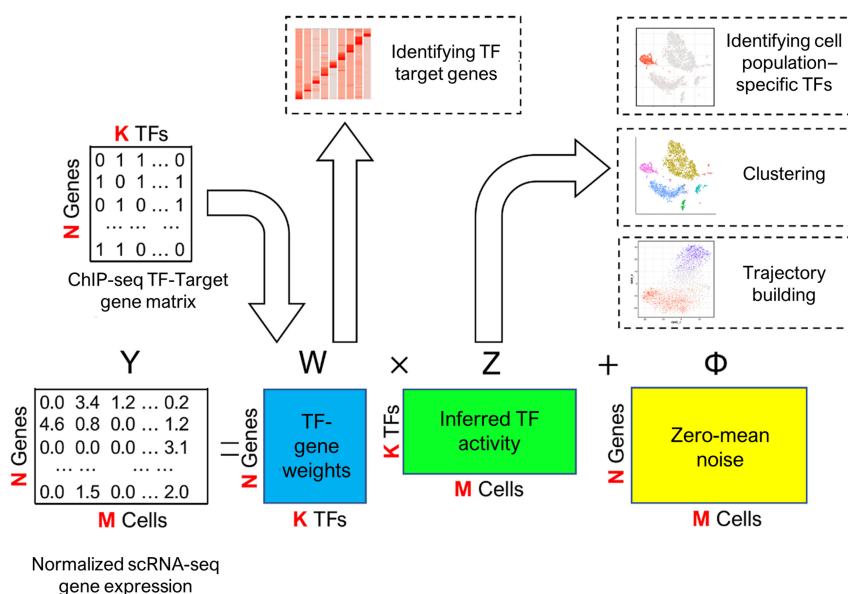 Identifying TF
target genes
Identifying cell
population–
specific TFs
Clustering
Trajectory
building
K TFs
N Genes
0 1 1 ... 0
1 0 1 ... 1
0 1 0 ... 1
... ...
1 1 0 ... 0
ChIP-seq TF-Target
gene matrix
Y
W
×
Z
+
Φ
N Genes
0.0 3.4 1.2 ... 0.2
4.6 0.8 0.0 ... 1.2
0.0 0.0 0.0 ... 3.1
... ...
0.0 1.5 0.0 ... 2.0
M Cells
=
N Genes
TF-
gene
weights
K TFs
K TFs
Inferred TF
activity
M Cells
N Genes
Zero-mean
noise
M Cells
Normalized scRNA-seq
gene expression